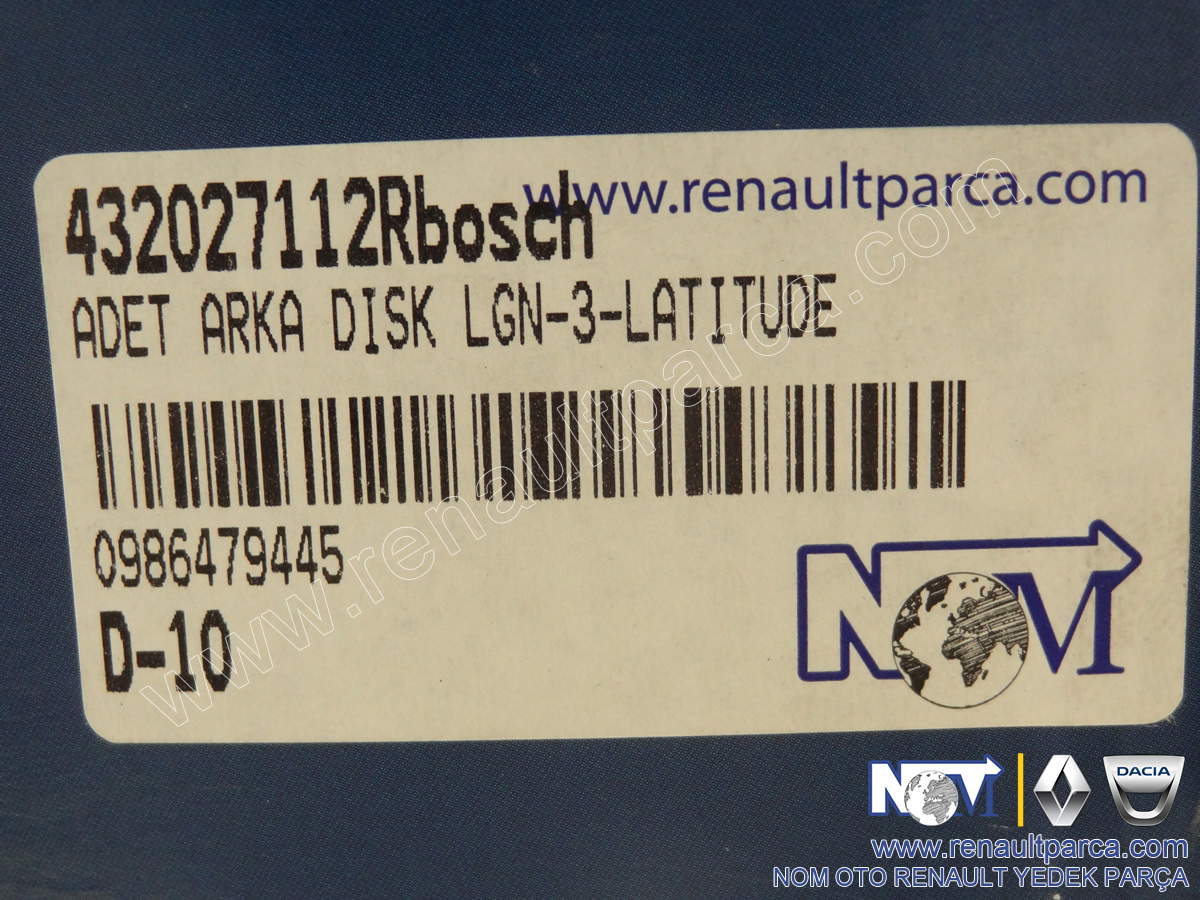 www.renaultparca.com
432027112Rbosch
ADET ARKA DISK LGN-3-LATITUDE
www.renaultparca.com
0986479445
D-10
NOM
NOM
DACIA
www.renaultparca.com
NOM OTO RENAULT YEDEK PARÇA